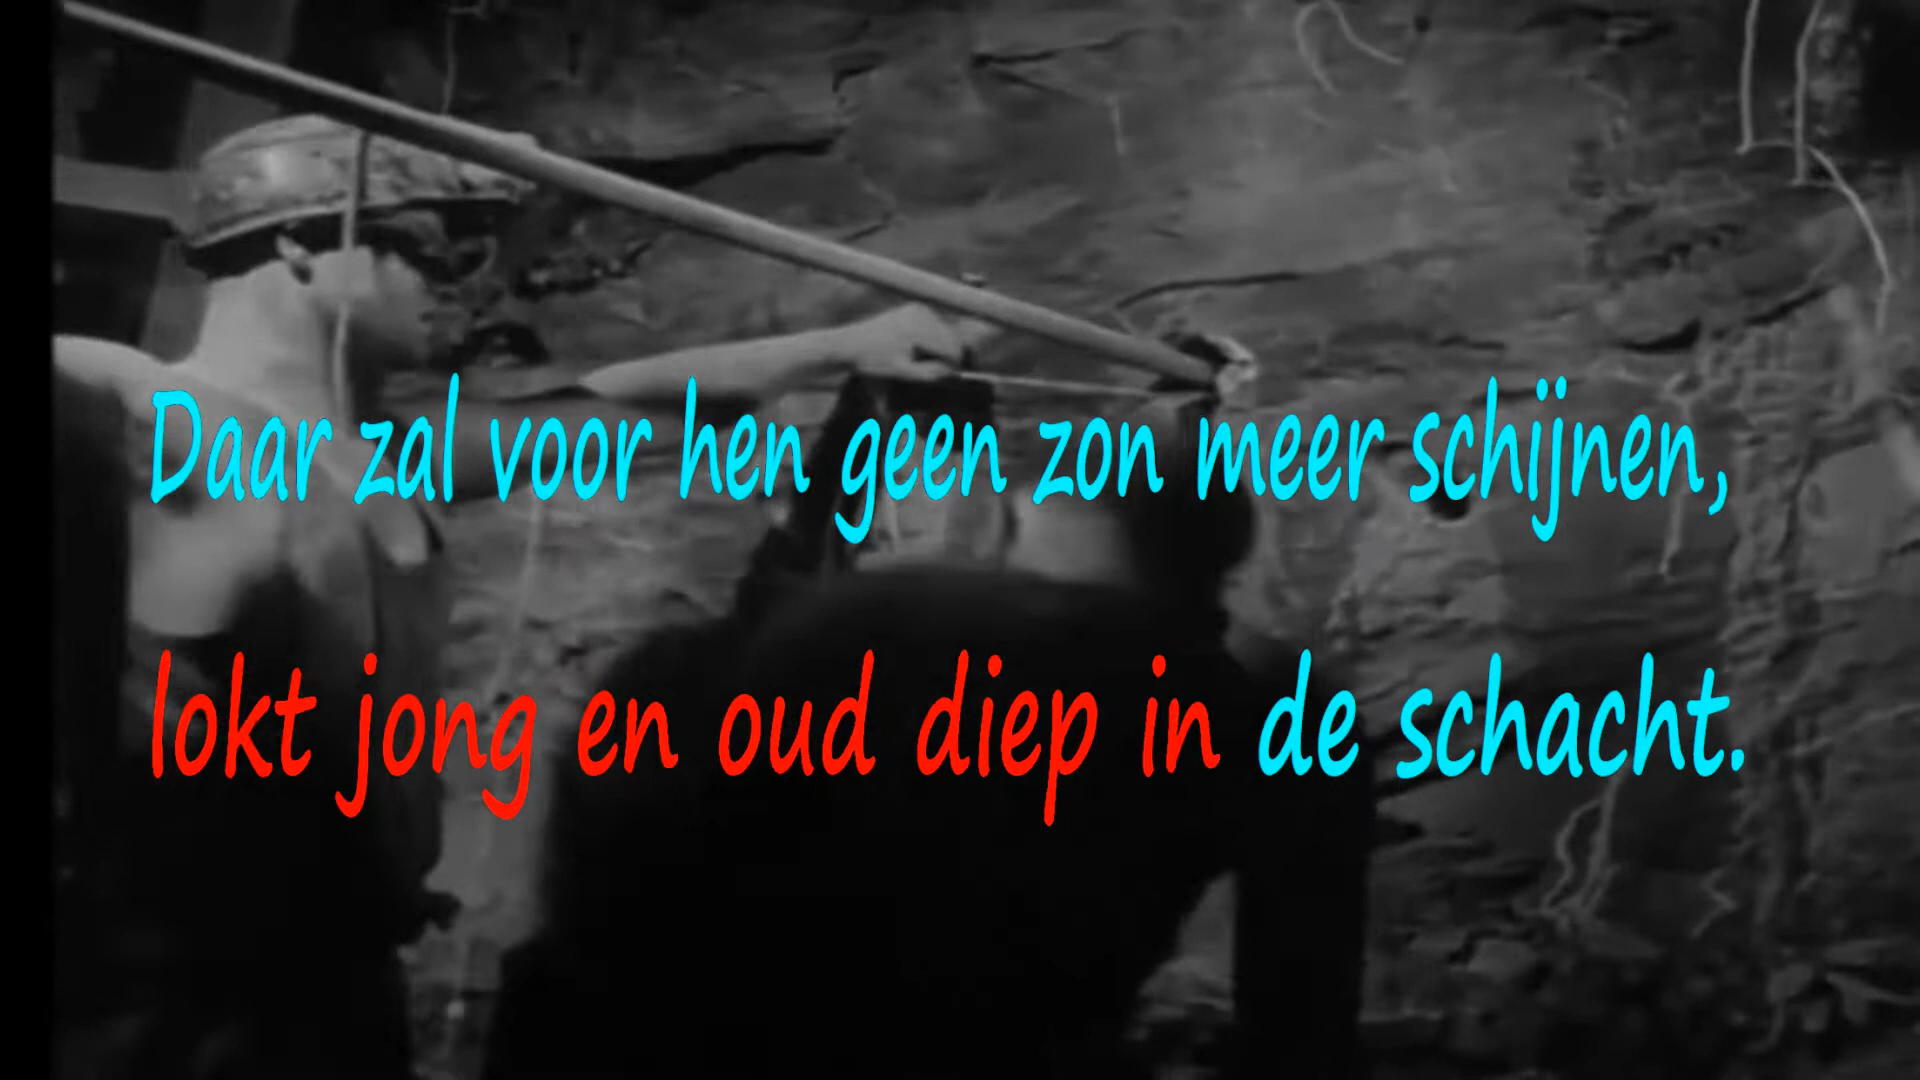 Daar zal voor hen geen zon meer schijnen,
lokt jong en oud diep in de schacht.